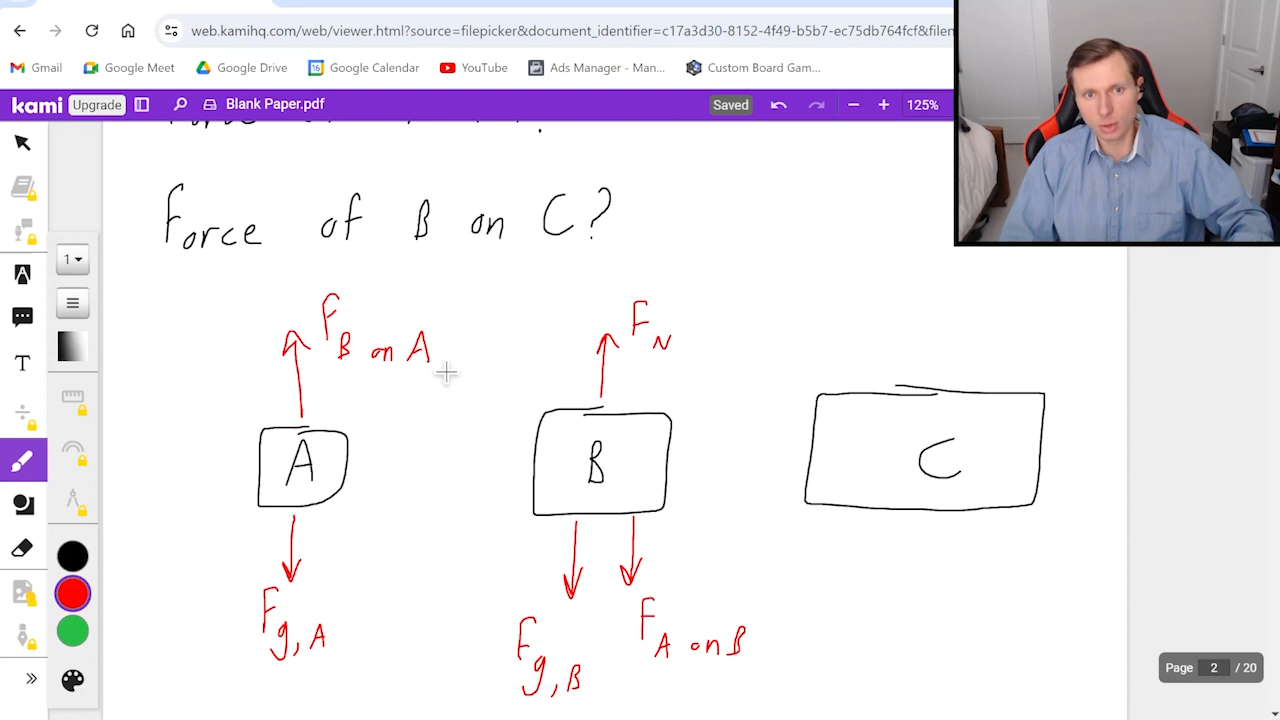 web.kamihq.com/web/viewer.html?source=filepicker&document_identifier=c17a3d30-8152-4f49-b5b7-ec75db764fcf&filen
Gmail Google Meet Google Drive 16 Google Calendar YouTube Ads Manager - Man... Custom Board Gam...
kami Upgrade Blank Paper.pdf Saved 125%
Force of B on C?
1
A
T
F B on A
F N
A
B
C
F g, A
F g, B
F A on B
Page 2 / 20